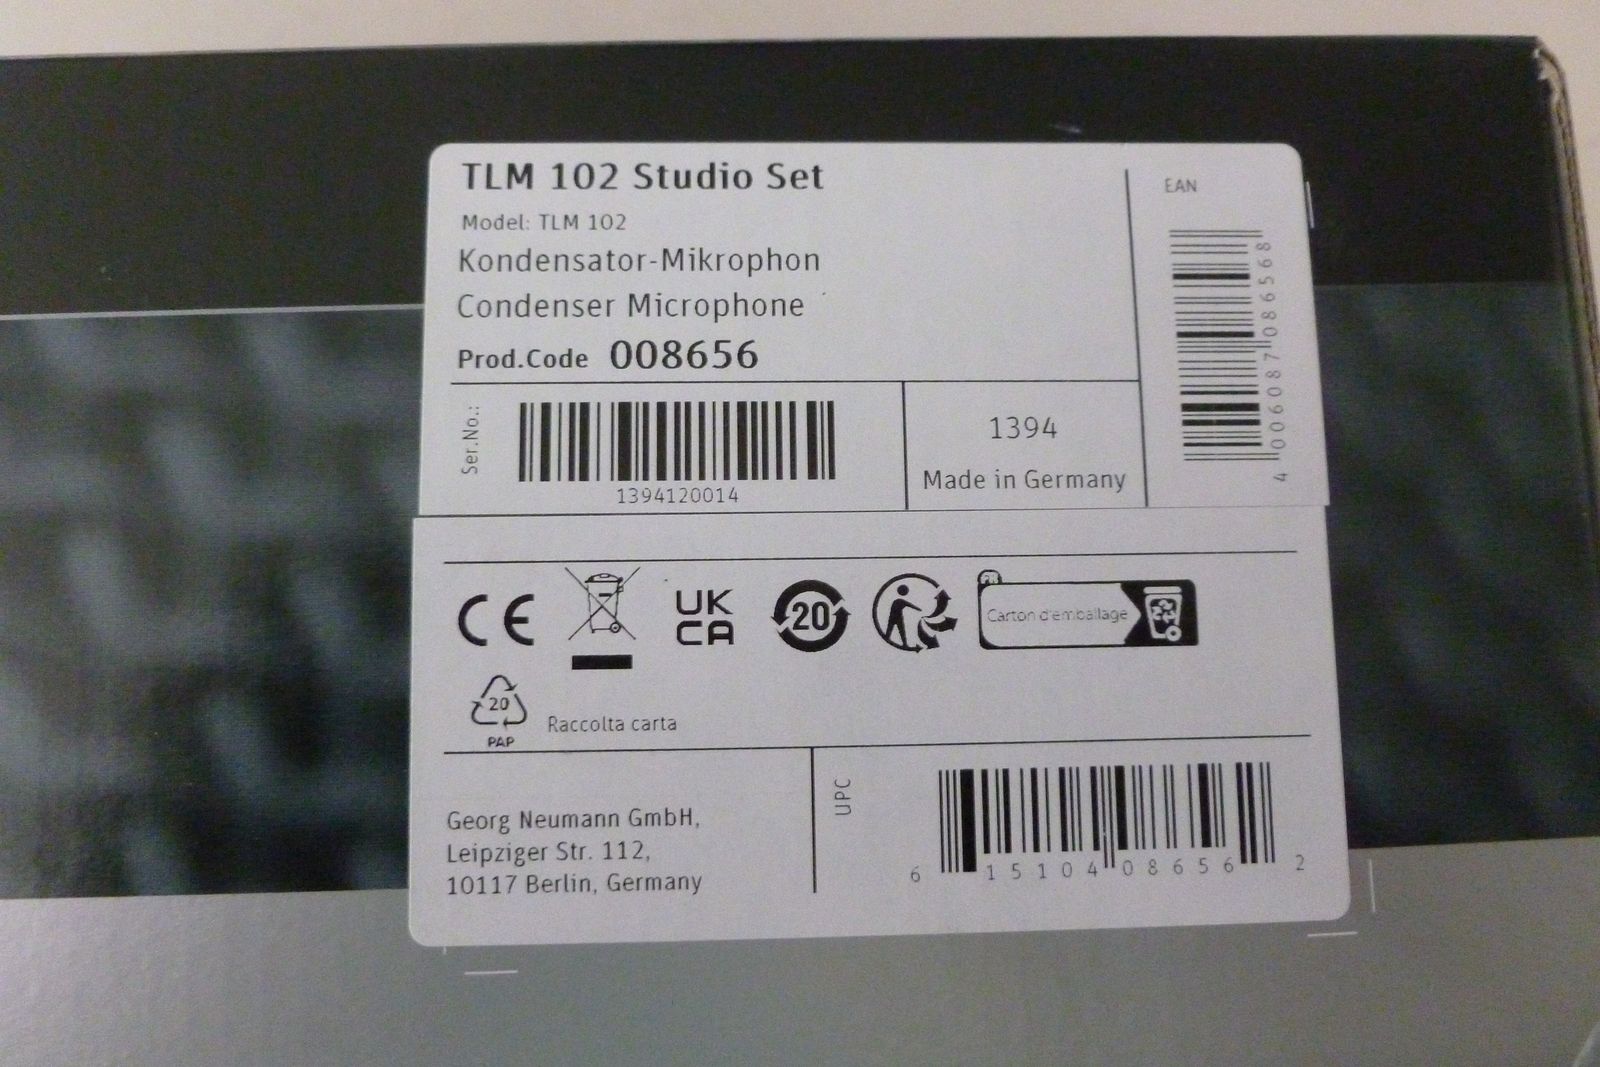 TLM 102 Studio Set
Model: TLM 102
Kondensator-Mikrophon
Condenser Microphone
Prod.Code 008656
Ser.No.:
1394120014
1394
Made in Germany
EAN
4 006087 086568
CE
UK
CA
20
FR
Carton d'emballage
20
PAP
Raccolta carta
Georg Neumann GmbH,
Leipziger Str. 112,
10117 Berlin, Germany
UPC
6 15104 08656 2